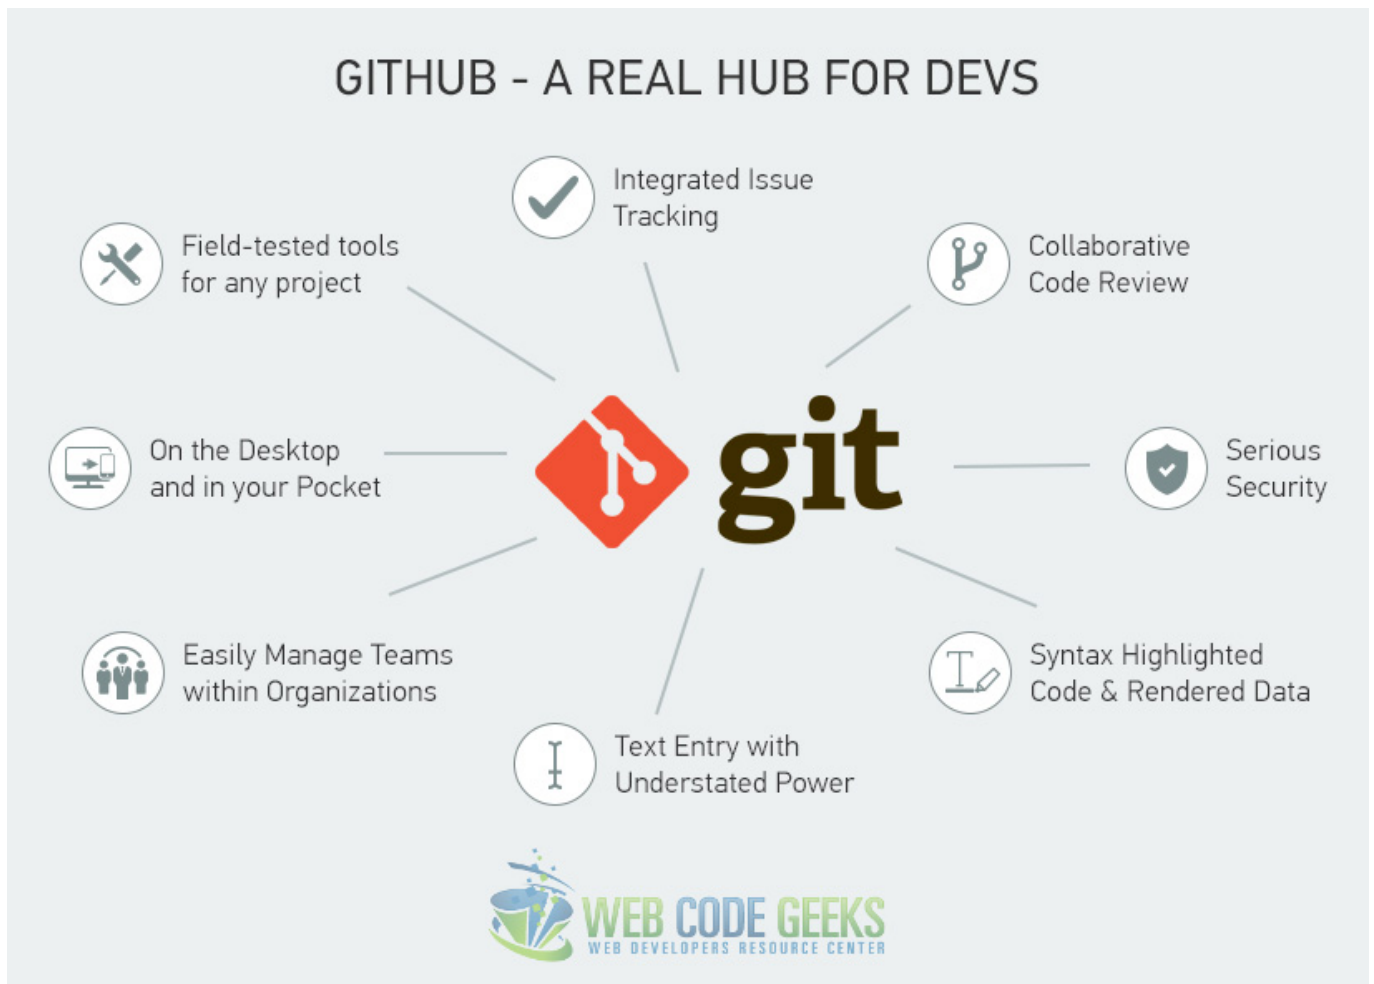 GITHUB - A REAL HUB FOR DEVS
Integrated Issue
Tracking
Field-tested tools
for any project
Collaborative
Code Review
git
On the Desktop
and in your Pocket
Serious
Security
Easily Manage Teams
within Organizations
Syntax Highlighted
Code & Rendered Data
Text Entry with
Understated Power
WEB CODE GEEKS
WEB DEVELOPERS RESOURCE CENTER